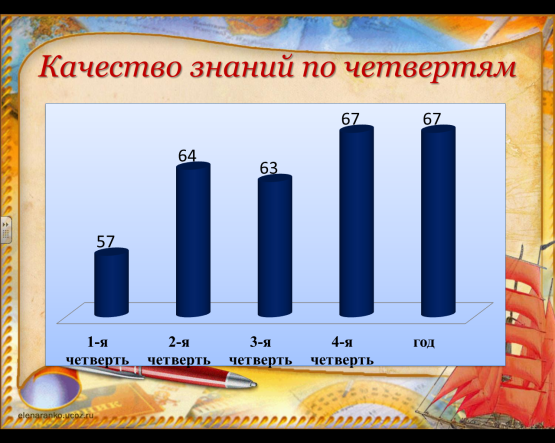 Качество знаний по четвертям
67
67
64
63
57
1-я
четверть
2-я
четверть
3-я
четверть
4-я
четверть
год
elenaranko.ucoz.ru